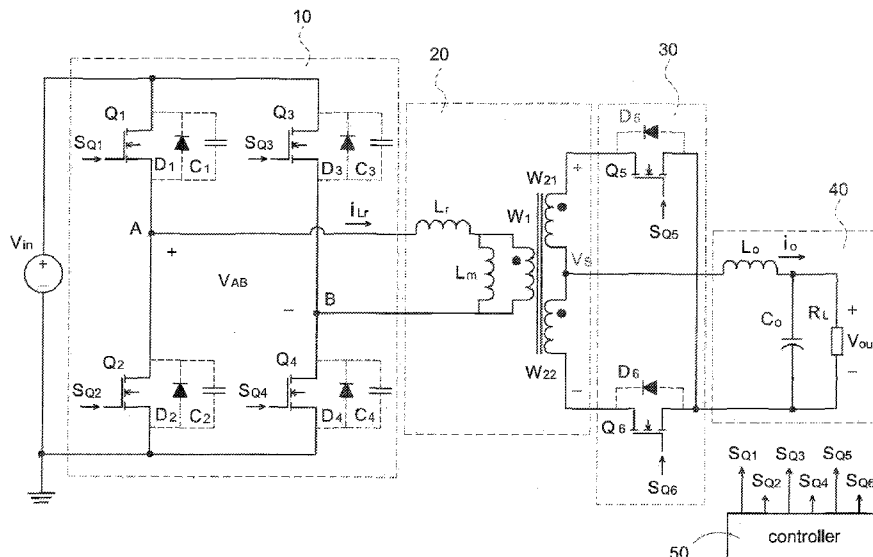 10
20
30
40
Q1
Q3
SQ1
SQ3
D1
C1
D3
C3
A
+
iLr
Lr
Lm
W1
W21
+
VS
W22
−
D5
Q5
SQ5
Lo
io
Co
RL
+
Vou
−
Vin
+
−
VAB
−
B
Q2
Q4
SQ2
SQ4
D2
C2
D4
C4
D6
Q6
SQ6
SQ1 SQ3 SQ5
SQ2 SQ4 SQ6
50
controller